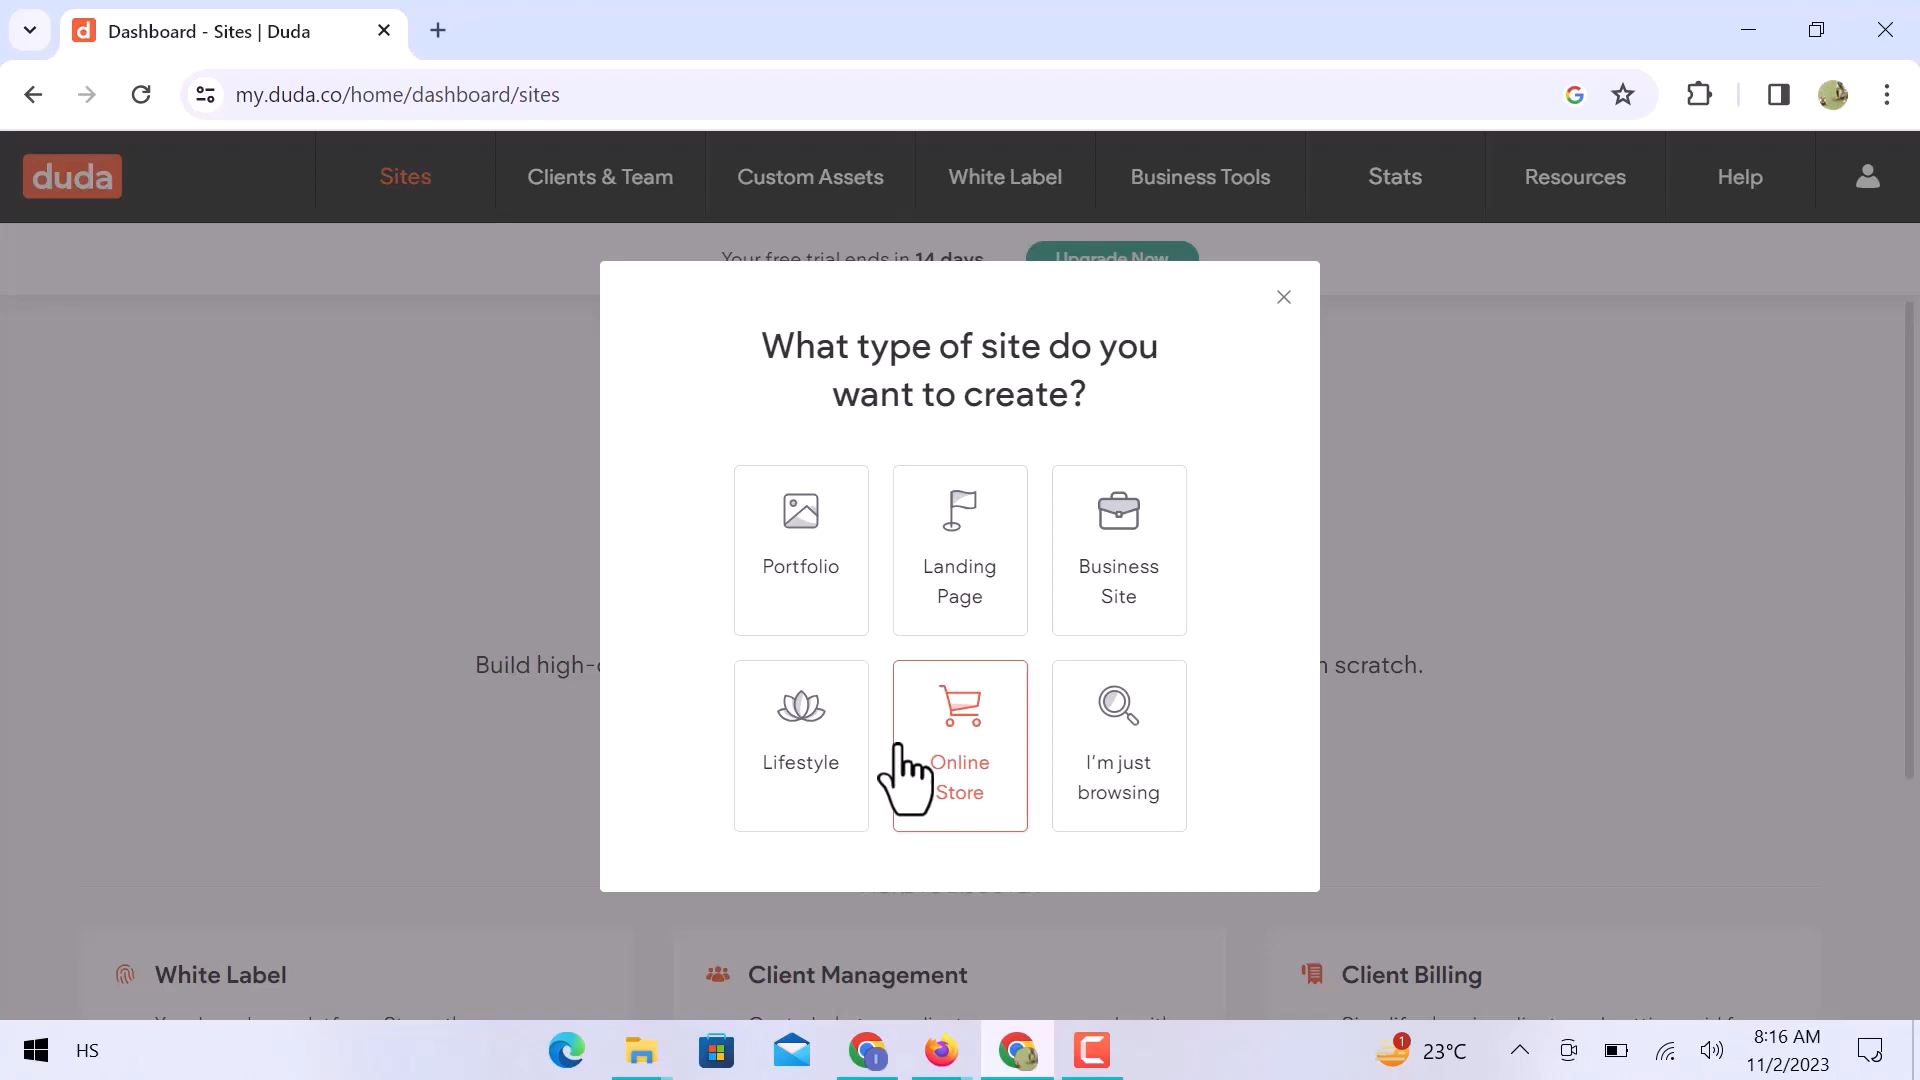 Dashboard - Sites | Duda
my.duda.co/home/dashboard/sites
duda
Sites
Clients & Team
Custom Assets
White Label
Business Tools
Stats
Resources
Help
Your free trial ends in 14 days
Upgrade Now
What type of site do you
want to create?
Portfolio
Landing
Page
Business
Site
Build high-
scratch.
Lifestyle
Online
Store
I'm just
browsing
White Label
Client Management
Client Billing
HS
1
23°C
8:16 AM
11/2/2023